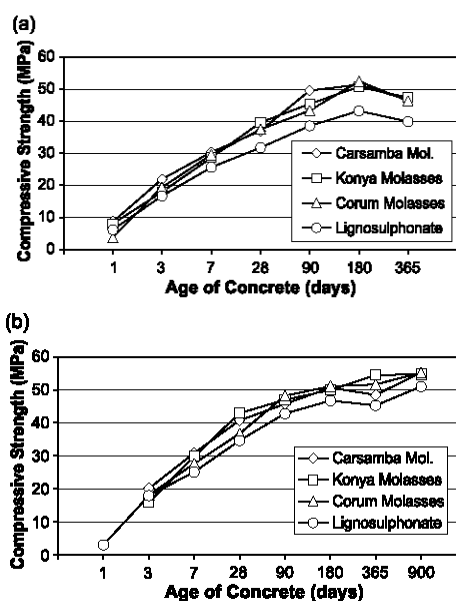 (a)
Compressive Strength (MPa)
60
50
40
30
20
10
0
Carsamba Mol.
Konya Molasses
Corum Molasses
Lignosulphonate
1 3 7 28 90 180 365
Age of Concrete (days)
(b)
Compressive Strength (MPa)
60
50
40
30
20
10
0
Carsamba Mol.
Konya Molasses
Corum Molasses
Lignosulphonate
1 3 7 28 90 180 365 900
Age of Concrete (days)